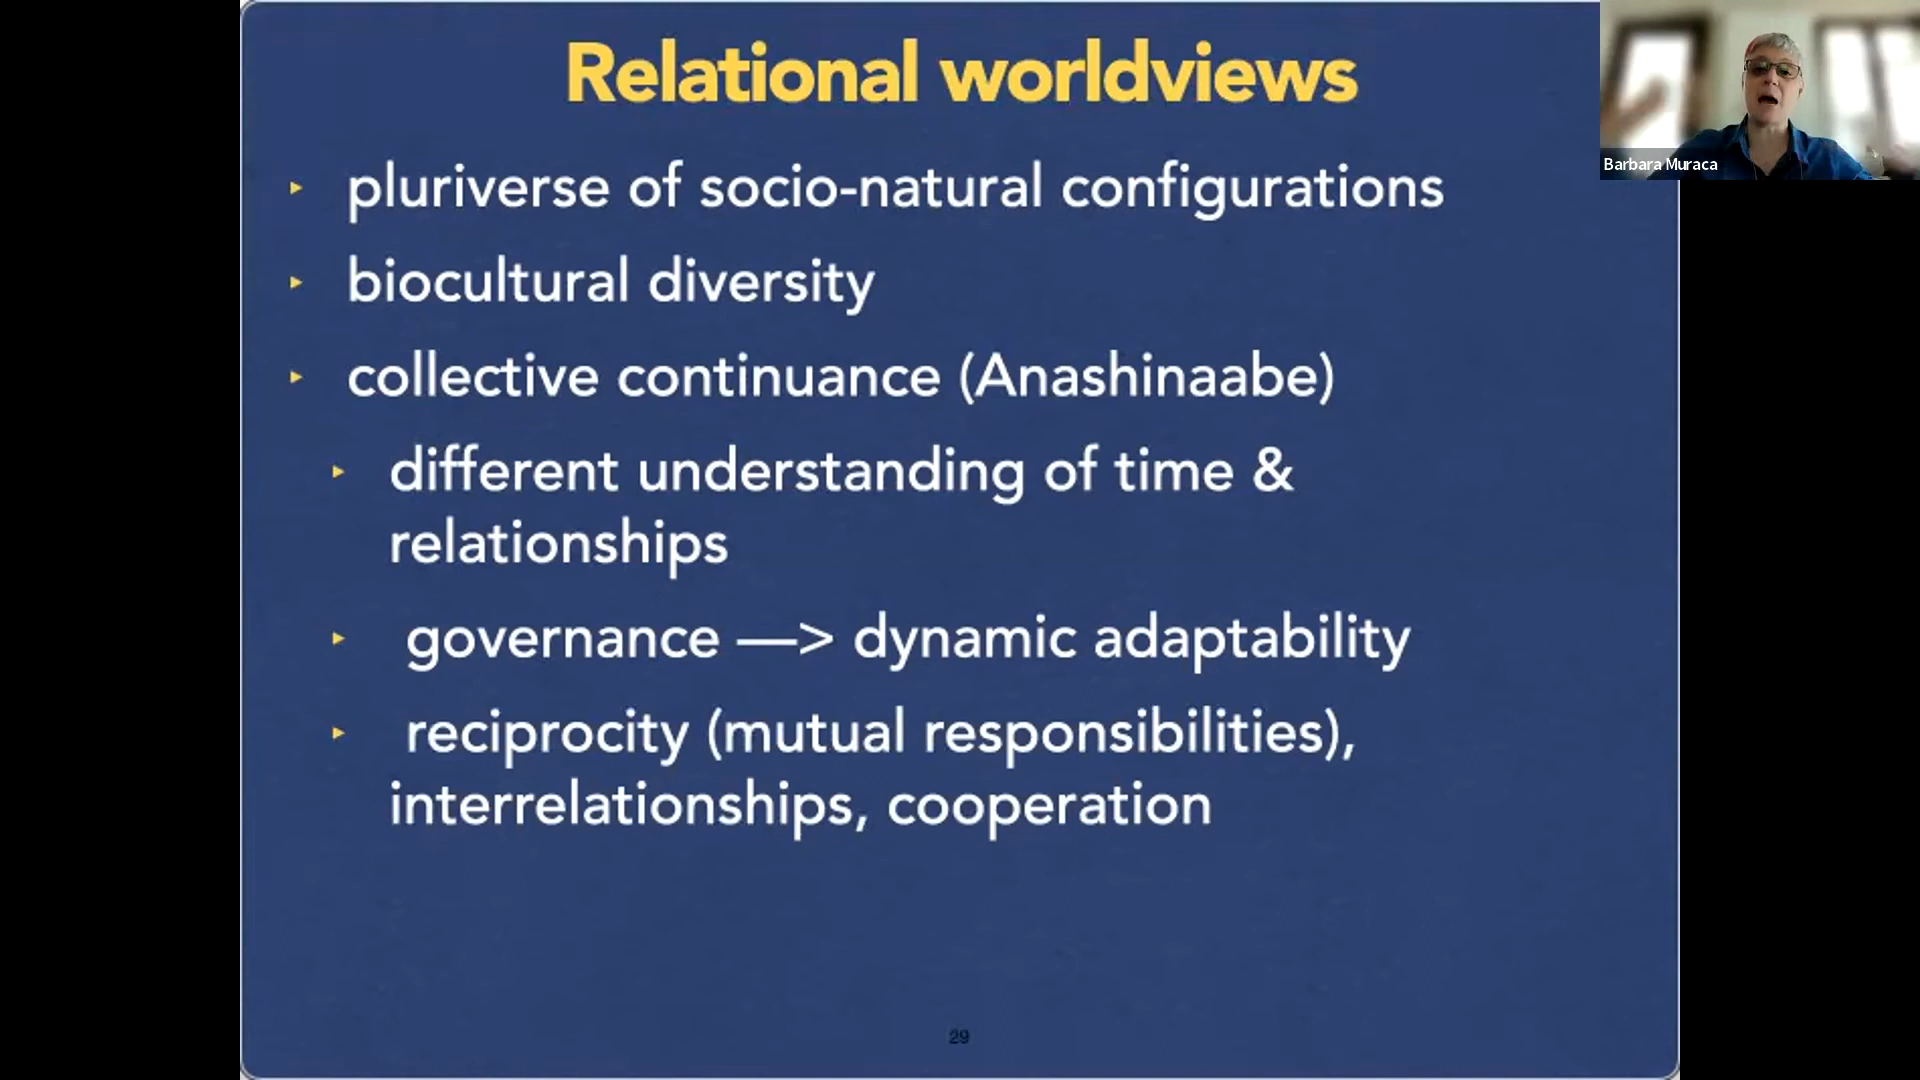 Relational worldviews
Barbara Muraca
▸ pluriverse of socio-natural configurations
▸ biocultural diversity
▸ collective continuance (Anashinaabe)
▸ different understanding of time &
relationships
▸ governance —> dynamic adaptability
▸ reciprocity (mutual responsibilities),
interrelationships, cooperation
29